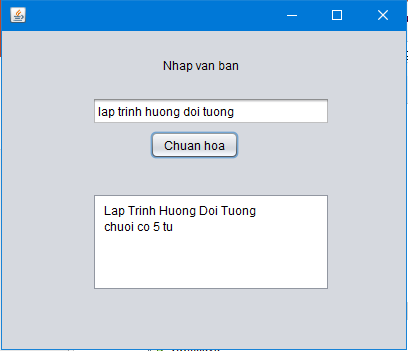 Nhap van ban
lap trinh huong doi tuong
Chuan hoa
Lap Trinh Huong Doi Tuong
chuoi co 5 tu